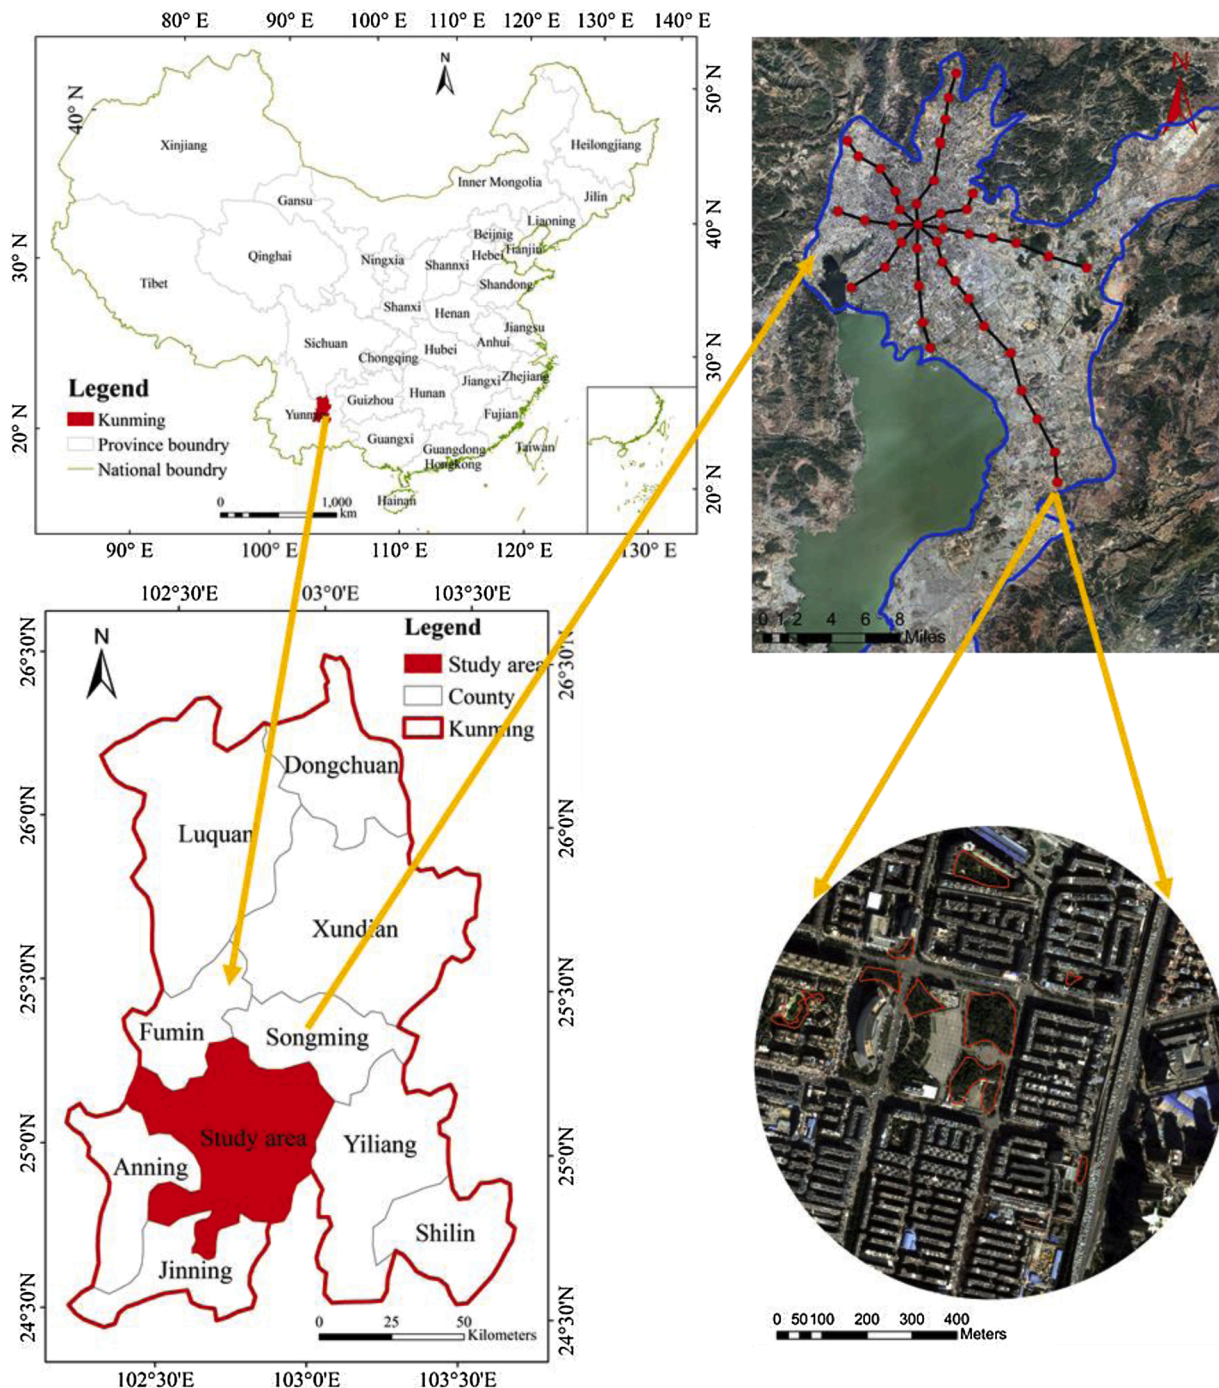 80° E 90° E 100° E 110° E 120° E 130° E 140° E
40° N
30° N
20° N
50° N
40° N
30° N
20° N
N
Xinjiang
Heilongjiang
Inner Mongolia
Jilin
Gansu
Liaoning
Beijnig
Tianjin
Qinghai
Ningxia
Hebei
Shannxi
Tibet
Shandong
Shanxi
Henan
Jiangsu
Sichuan
Anhui
Chongqing
Hubei
Zhejiang
Jiangxi
Hunan
Guizhou
Yunn
Fujian
Guangxi
Guangdong
Taiwan
Hongkong
Hainan
Legend
Kunming
Province boundry
National boundry
0 1,000
km
90° E 100° E 110° E 120° E 130° E
N
0 1 2 4 6 8
Miles
102°30'E 103°0'E 103°30'E
26°30'N
26°0'N
25°30'N
25°0'N
24°30'N
26°30'N
26°0'N
25°30'N
25°0'N
24°30'N
N
Legend
Study area
County
Kunming
Dongchuan
Luquan
Xundian
Fumin
Songming
Study area
Yiliang
Anning
Shilin
Jinning
0 25 50
Kilometers
102°30'E 103°0'E 103°30'E
0 50 100 200 300 400
Meters